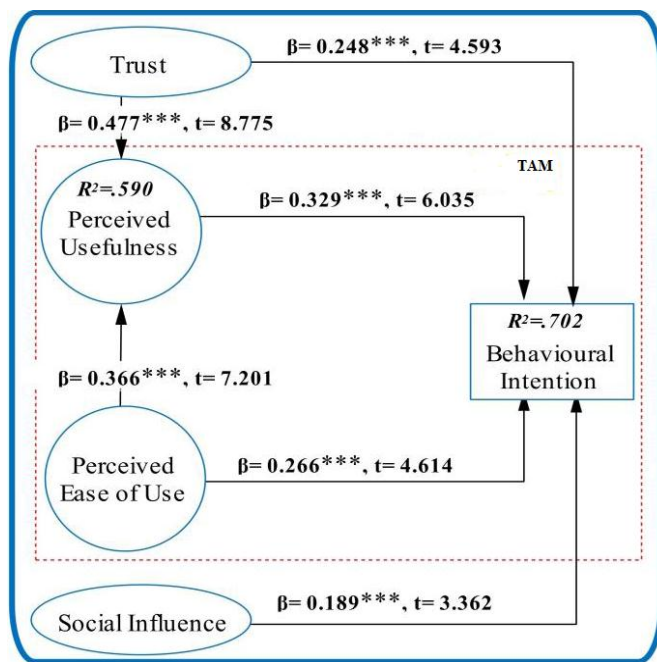 β= 0.248***, t= 4.593
Trust
β= 0.477***, t= 8.775
TAM
R²=.590
Perceived
Usefulness
β= 0.329***, t= 6.035
R²=.702
Behavioural
Intention
β= 0.366***, t= 7.201
Perceived
Ease of Use
β= 0.266***, t= 4.614
β= 0.189***, t= 3.362
Social Influence